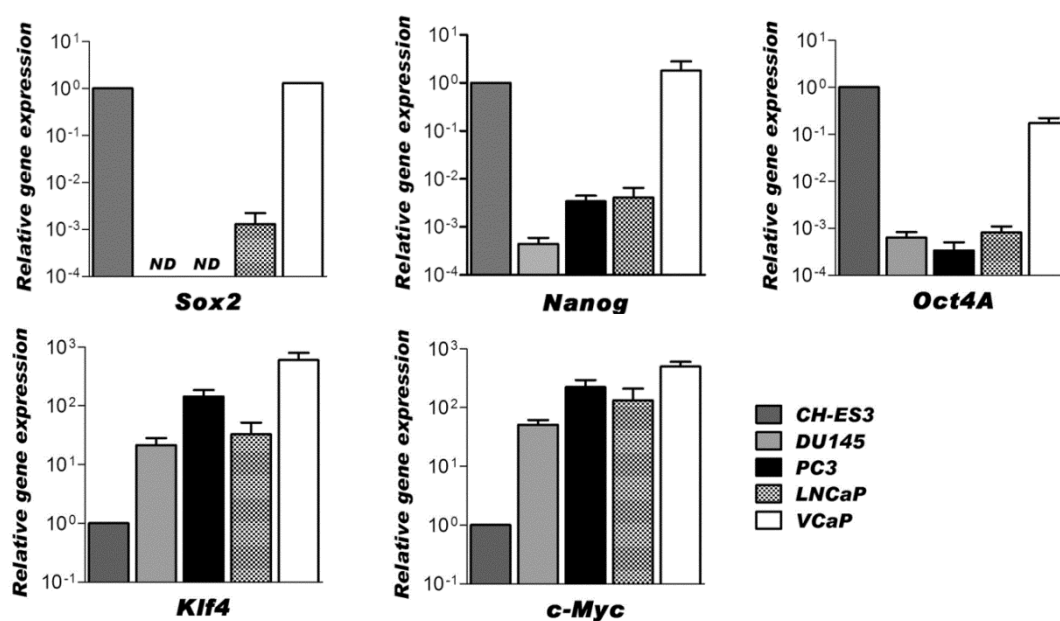 Relative gene expression
10¹
10⁰
10⁻¹
10⁻²
10⁻³
10⁻⁴
ND ND
Sox2
Relative gene expression
10¹
10⁰
10⁻¹
10⁻²
10⁻³
10⁻⁴
Nanog
Relative gene expression
10¹
10⁰
10⁻¹
10⁻²
10⁻³
10⁻⁴
Oct4A
Relative gene expression
10³
10²
10¹
10⁰
10⁻¹
Klf4
Relative gene expression
10³
10²
10¹
10⁰
10⁻¹
c-Myc
CH-ES3
DU145
PC3
LNCaP
VCaP